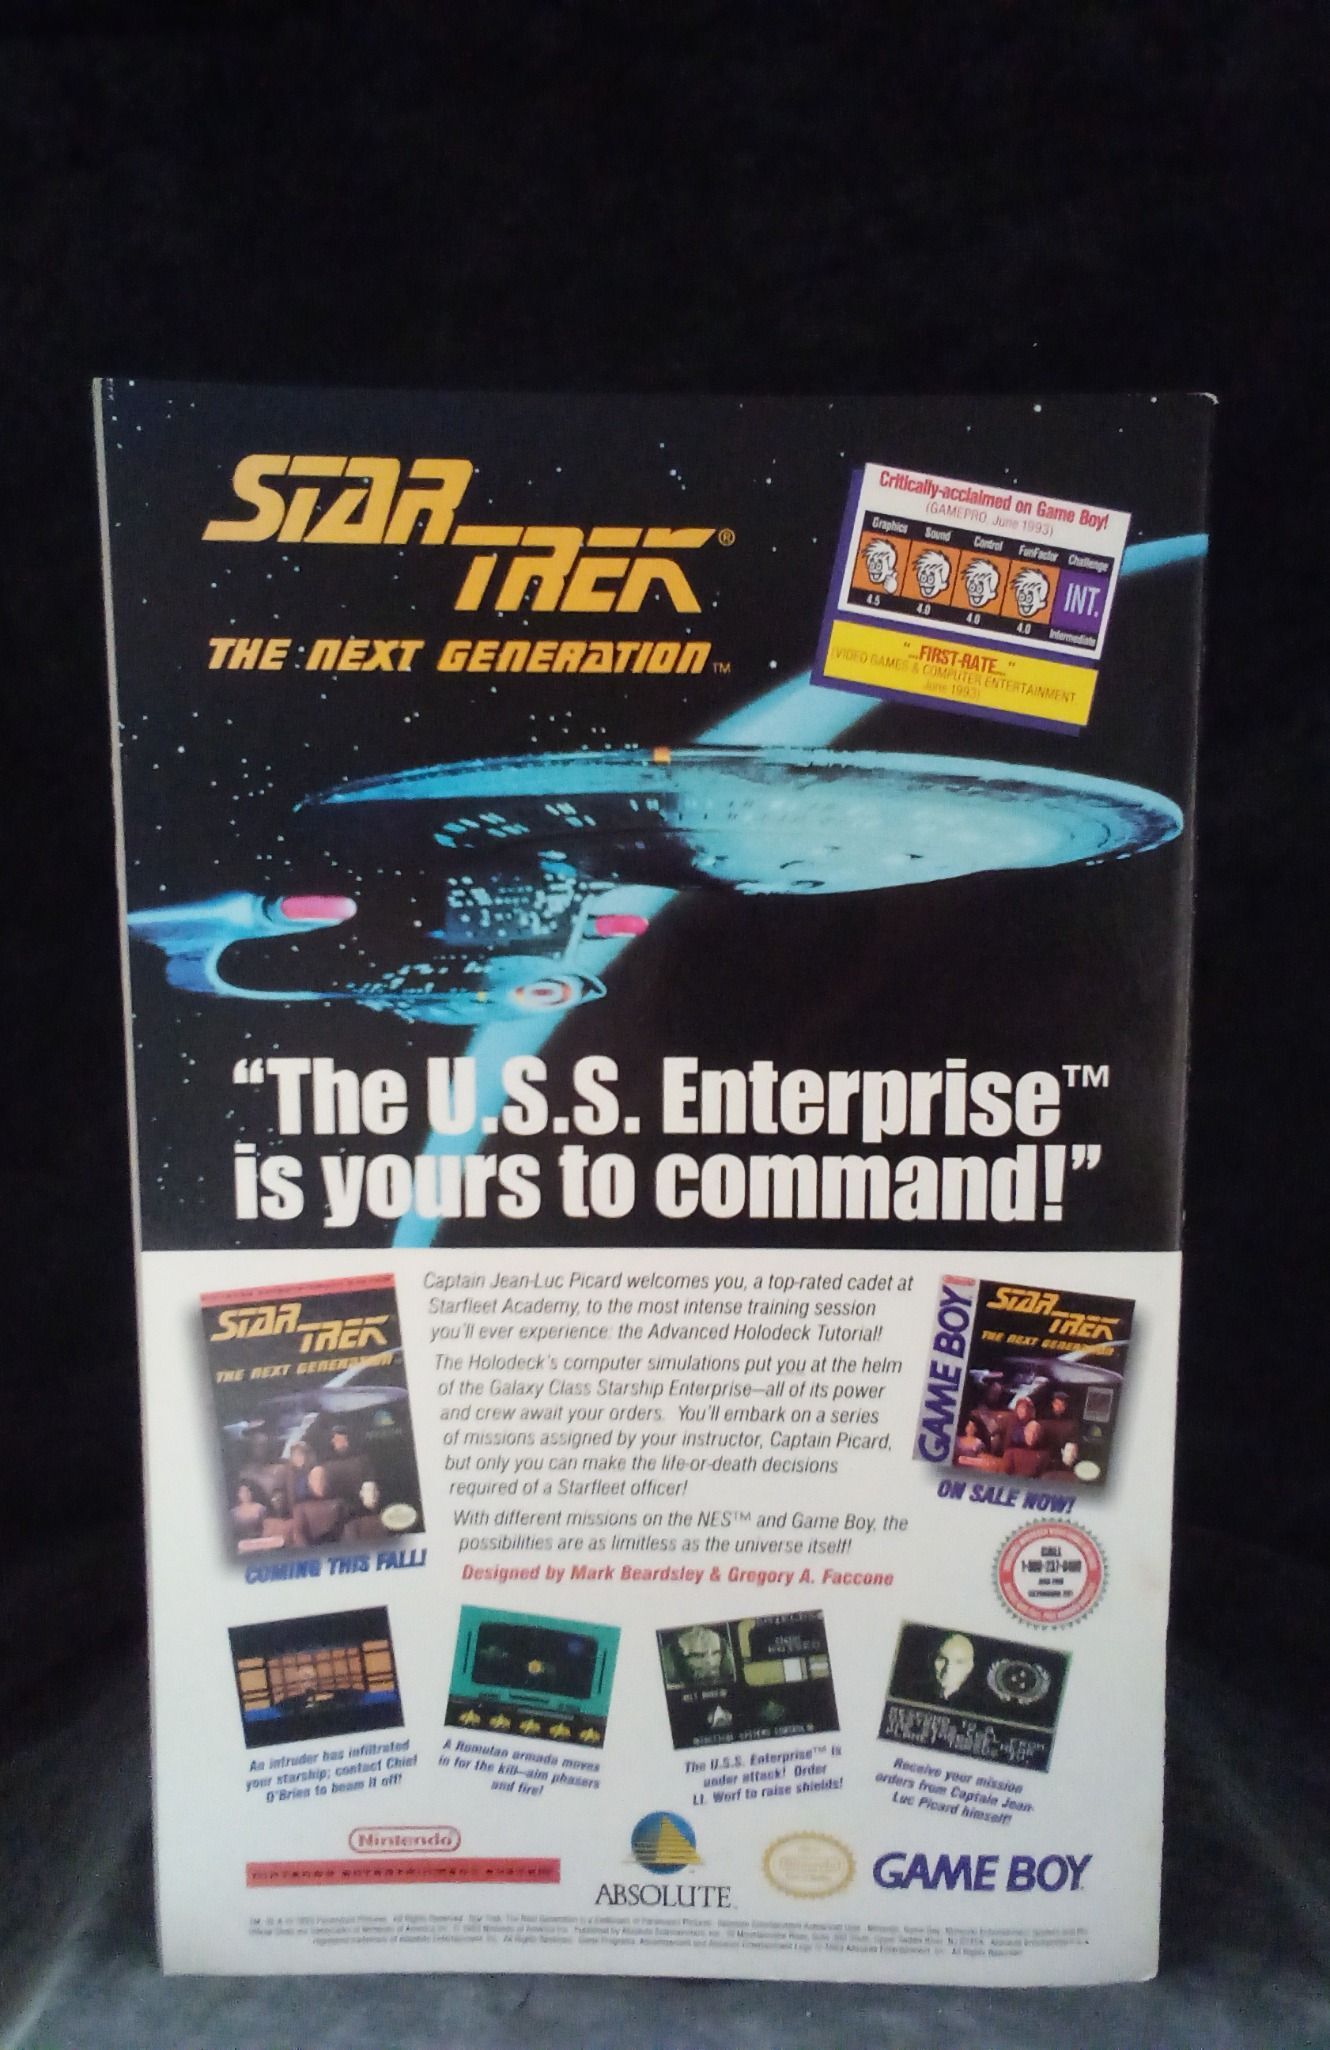 STAR
TREK®
THE NEXT GENERATION™
Critically-acclaimed on Game Boy!
(GAMEPRO, June 1993)
Graphics Sound Control FunFactor Challenge
INT.
4.5 4.0 4.0 4.0 Intermediate
"...FIRST-RATE..."
(VIDEO GAMES & COMPUTER ENTERTAINMENT
June 1993)
“The U.S.S. Enterprise™
is yours to command!”
STAR
TREK
THE NEXT GENERATION
COMING THIS FALL!
Captain Jean-Luc Picard welcomes you, a top-rated cadet at
Starfleet Academy, to the most intense training session
you'll ever experience: the Advanced Holodeck Tutorial!
The Holodeck's computer simulations put you at the helm
of the Galaxy Class Starship Enterprise—all of its power
and crew await your orders. You'll embark on a series
of missions assigned by your instructor, Captain Picard,
but only you can make the life-or-death decisions
required of a Starfleet officer!
With different missions on the NES™ and Game Boy, the
possibilities are as limitless as the universe itself!
Designed by Mark Beardsley & Gregory A. Faccone
GAME BOY
STAR
TREK
THE NEXT GENERATION
ON SALE NOW!
CALL
An intruder has infiltrated
your starship; contact Chief
O'Brien to beam it off!
A Romulan armada moves
in for the kill—aim phasers
and fire!
The U.S.S. Enterprise™ is
under attack! Order
Lt. Worf to raise shields!
Receive your mission
orders from Captain Jean-
Luc Picard himself!
Nintendo
ABSOLUTE
GAME BOY